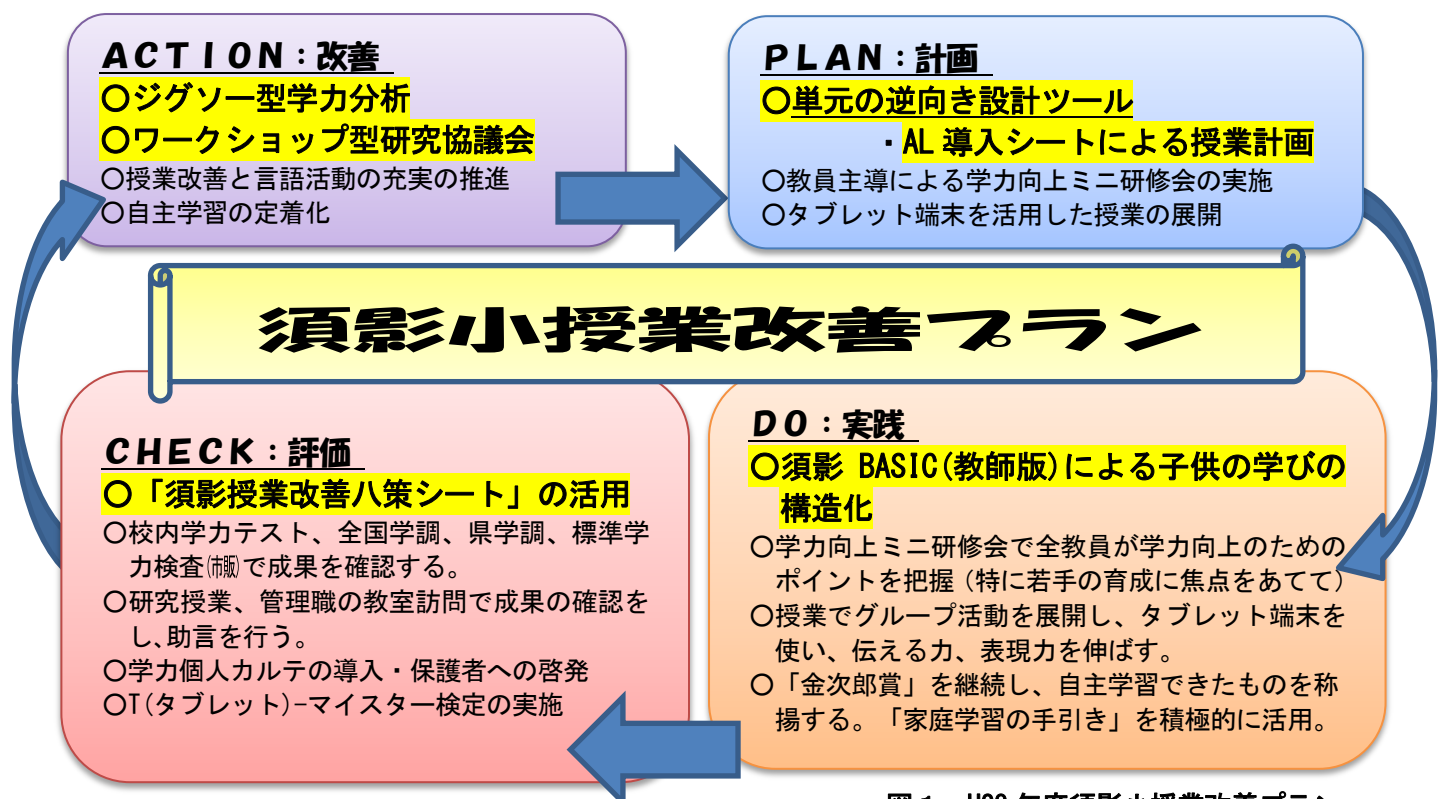 ACTION:改善
○ジグソー型学力分析
○ワークショップ型研究協議会
○授業改善と言語活動の充実の推進
○自主学習の定着化
PLAN:計画
○単元の逆向き設計ツール
・AL 導入シートによる授業計画
○教員主導による学力向上ミニ研修会の実施
○タブレット端末を活用した授業の展開
須影小授業改善プラン
CHECK:評価
○「須影授業改善八策シート」の活用
○校内学力テスト、全国学調、県学調、標準学
力検査(市販)で成果を確認する。
○研究授業、管理職の教室訪問で成果の確認を
し、助言を行う。
○学力個人カルテの導入・保護者への啓発
○T(タブレット)-マイスター検定の実施
DO:実践
○須影 BASIC(教師版)による子供の学びの
構造化
○学力向上ミニ研修会で全教員が学力向上のための
ポイントを把握(特に若手の育成に焦点をあてて)
○授業でグループ活動を展開し、タブレット端末を
使い、伝える力、表現力を伸ばす。
○「金次郎賞」を継続し、自主学習できたものを称
揚する。「家庭学習の手引き」を積極的に活用。
年度須影小授業改善プラン